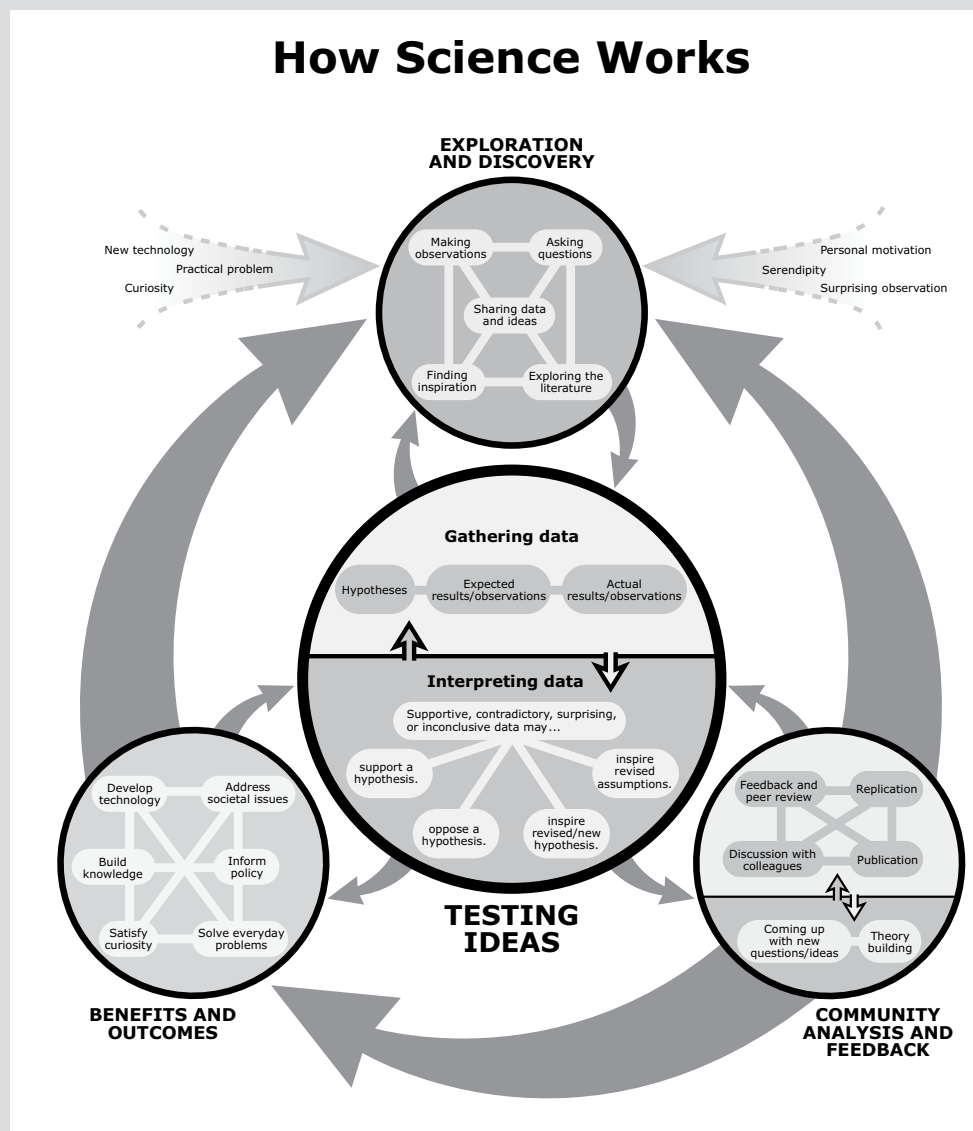 How Science Works
EXPLORATION
AND DISCOVERY
New technology
Practical problem
Curiosity
Personal motivation
Serendipity
Surprising observation
Making
observations
Asking
questions
Sharing data
and ideas
Finding
inspiration
Exploring the
literature
Gathering data
Hypotheses
Expected
results/observations
Actual
results/observations
Interpreting data
Supportive, contradictory, surprising,
or inconclusive data may...
support a
hypothesis.
oppose a
hypothesis.
inspire
revised/new
hypothesis.
inspire
revised
assumptions.
TESTING
IDEAS
Develop
technology
Address
societal issues
Build
knowledge
Inform
policy
Satisfy
curiosity
Solve everyday
problems
BENEFITS AND
OUTCOMES
Feedback and
peer review
Replication
Discussion with
colleagues
Publication
Coming up
with new
questions/ideas
Theory
building
COMMUNITY
ANALYSIS AND
FEEDBACK